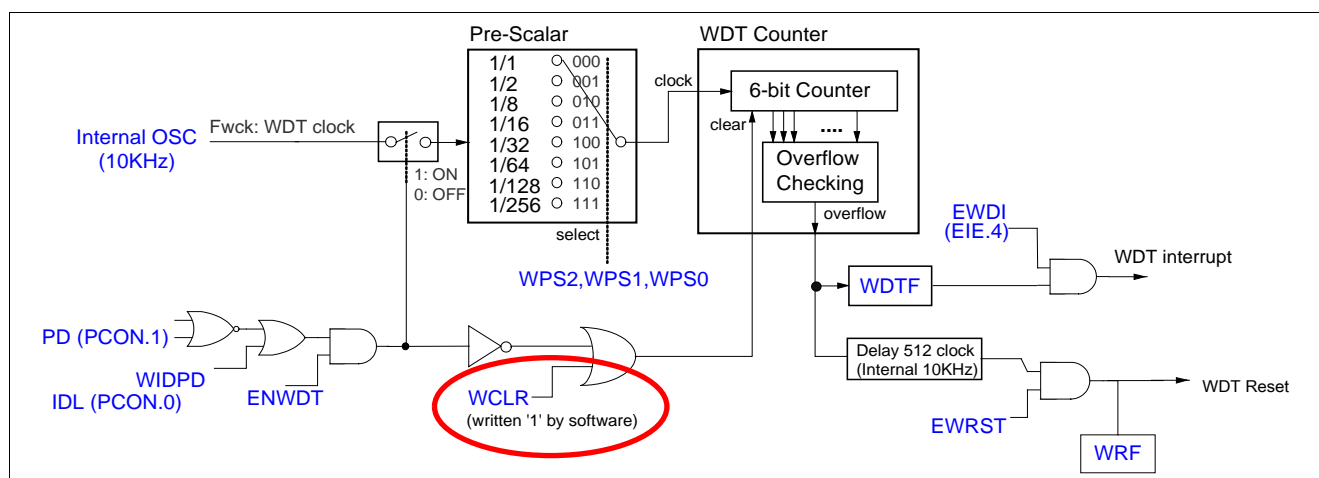 Pre-Scalar
WDT Counter
1/1 000
1/2 001
1/8 010
1/16 011
1/32 100
1/64 101
1/128 110
1/256 111
select
WPS2,WPS1,WPS0
Internal OSC
(10KHz)
Fwck: WDT clock
1: ON
0: OFF
clock
6-bit Counter
clear
....
Overflow
Checking
overflow
EWDI
(EIE.4)
WDT interrupt
WDTF
PD (PCON.1)
WIDPD
IDL (PCON.0)
ENWDT
WCLR
(written '1' by software)
Delay 512 clock
(Internal 10KHz)
EWRST
WDT Reset
WRF